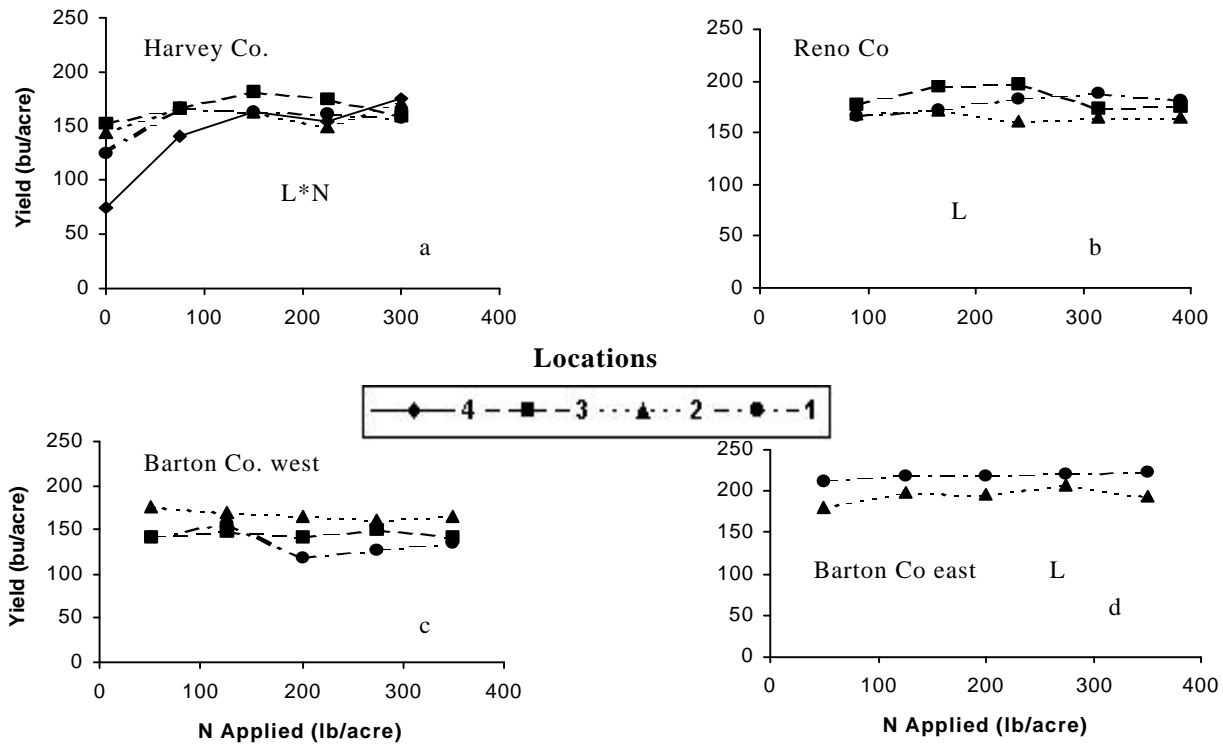 Harvey Co.
Yield (bu/acre)
250
200
150
100
50
0
L*N
a
0 100 200 300 400
Reno Co
250
200
150
100
50
0
L
b
0 100 200 300 400
Locations
4 3 2 1
Barton Co. west
Yield (bu/acre)
250
200
150
100
50
0
c
0 100 200 300 400
N Applied (lb/acre)
250
200
150
100
50
0
Barton Co east L
d
0 100 200 300 400
N Applied (lb/acre)